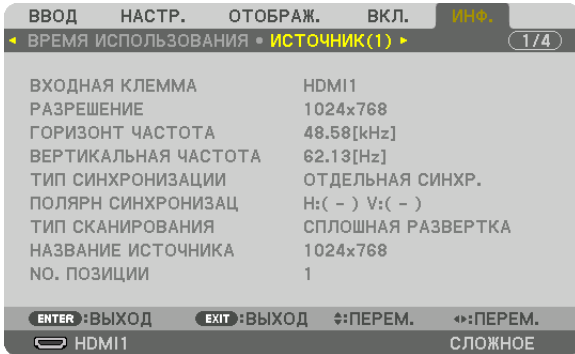 ВВОД НАСТР. ОТОБРАЖ. ВКЛ. ИНФ.
◄ ВРЕМЯ ИСПОЛЬЗОВАНИЯ • ИСТОЧНИК(1) ► 1/4
ВХОДНАЯ КЛЕММА HDMI1
РАЗРЕШЕНИЕ 1024x768
ГОРИЗОНТ ЧАСТОТА 48.58[kHz]
ВЕРТИКАЛЬНАЯ ЧАСТОТА 62.13[Hz]
ТИП СИНХРОНИЗАЦИИ ОТДЕЛЬНАЯ СИНХР.
ПОЛЯРН СИНХРОНИЗАЦ H:( – ) V:( – )
ТИП СКАНИРОВАНИЯ СПЛОШНАЯ РАЗВЕРТКА
НАЗВАНИЕ ИСТОЧНИКА 1024x768
NO. ПОЗИЦИИ 1
ENTER :ВЫХОД EXIT :ВЫХОД ♦:ПЕРЕМ. ◄►:ПЕРЕМ.
HDMI1 СЛОЖНОЕ